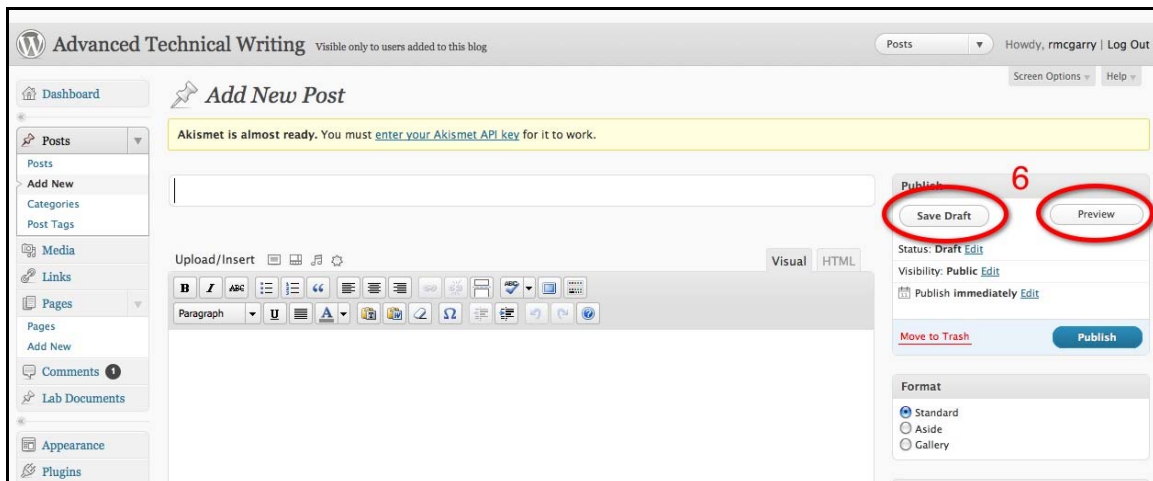 Advanced Technical Writing Visible only to users added to this blog
Posts Howdy, rmcgarry | Log Out
Screen Options Help
Dashboard
Posts
Posts
Add New
Categories
Post Tags
Media
Links
Pages
Pages
Add New
Comments 1
Lab Documents
Appearance
Plugins
Add New Post
Akismet is almost ready. You must enter your Akismet API key for it to work.
Upload/Insert
Visual HTML
B I ABC ABC
Paragraph U A Ω
Publish 6
Save Draft Preview
Status: Draft Edit
Visibility: Public Edit
Publish immediately Edit
Move to Trash Publish
Format
Standard
Aside
Gallery